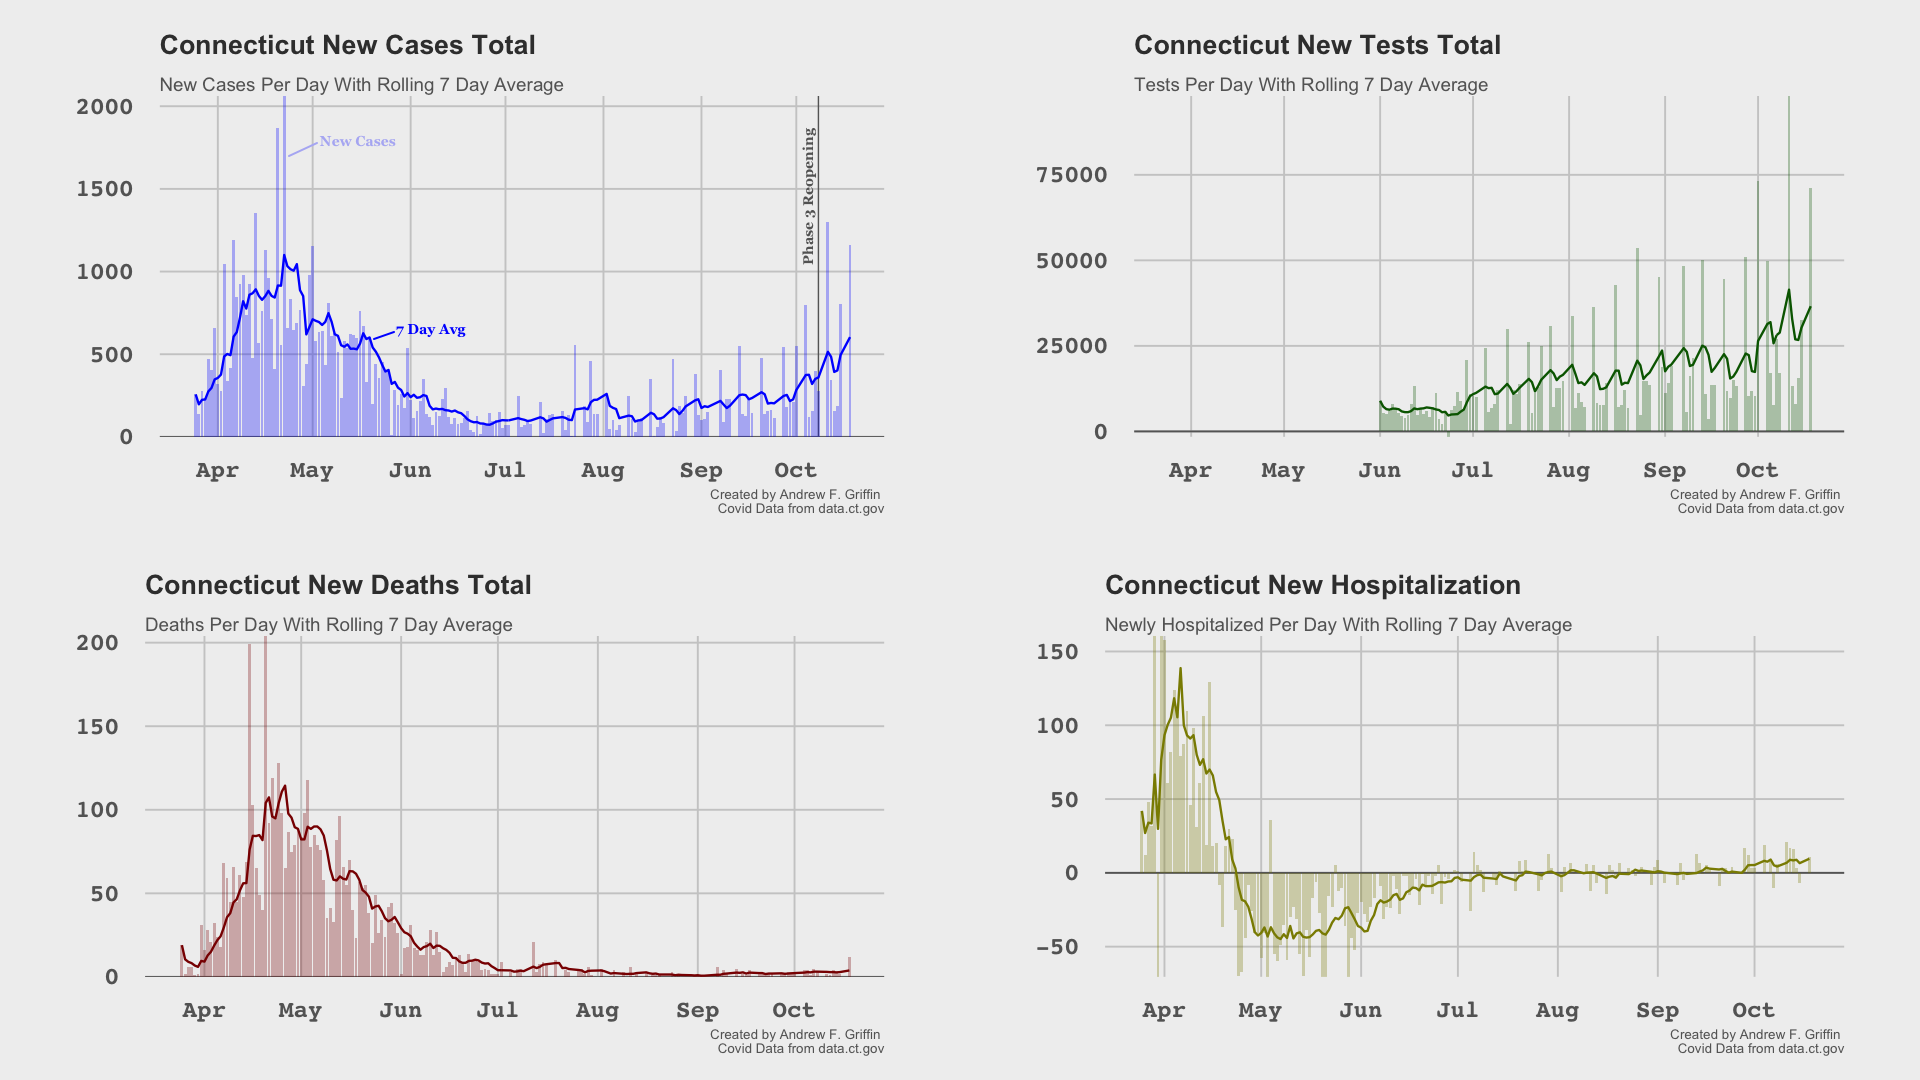 Connecticut New Cases Total
New Cases Per Day With Rolling 7 Day Average
2000
1500
1000
500
0
New Cases
7 Day Avg
Phase 3 Reopening
Apr May Jun Jul Aug Sep Oct
Created by Andrew F. Griffin
Covid Data from data.ct.gov
Connecticut New Tests Total
Tests Per Day With Rolling 7 Day Average
75000
50000
25000
0
Apr May Jun Jul Aug Sep Oct
Created by Andrew F. Griffin
Covid Data from data.ct.gov
Connecticut New Deaths Total
Deaths Per Day With Rolling 7 Day Average
200
150
100
50
0
Apr May Jun Jul Aug Sep Oct
Created by Andrew F. Griffin
Covid Data from data.ct.gov
Connecticut New Hospitalization
Newly Hospitalized Per Day With Rolling 7 Day Average
150
100
50
0
−50
Apr May Jun Jul Aug Sep Oct
Created by Andrew F. Griffin
Covid Data from data.ct.gov